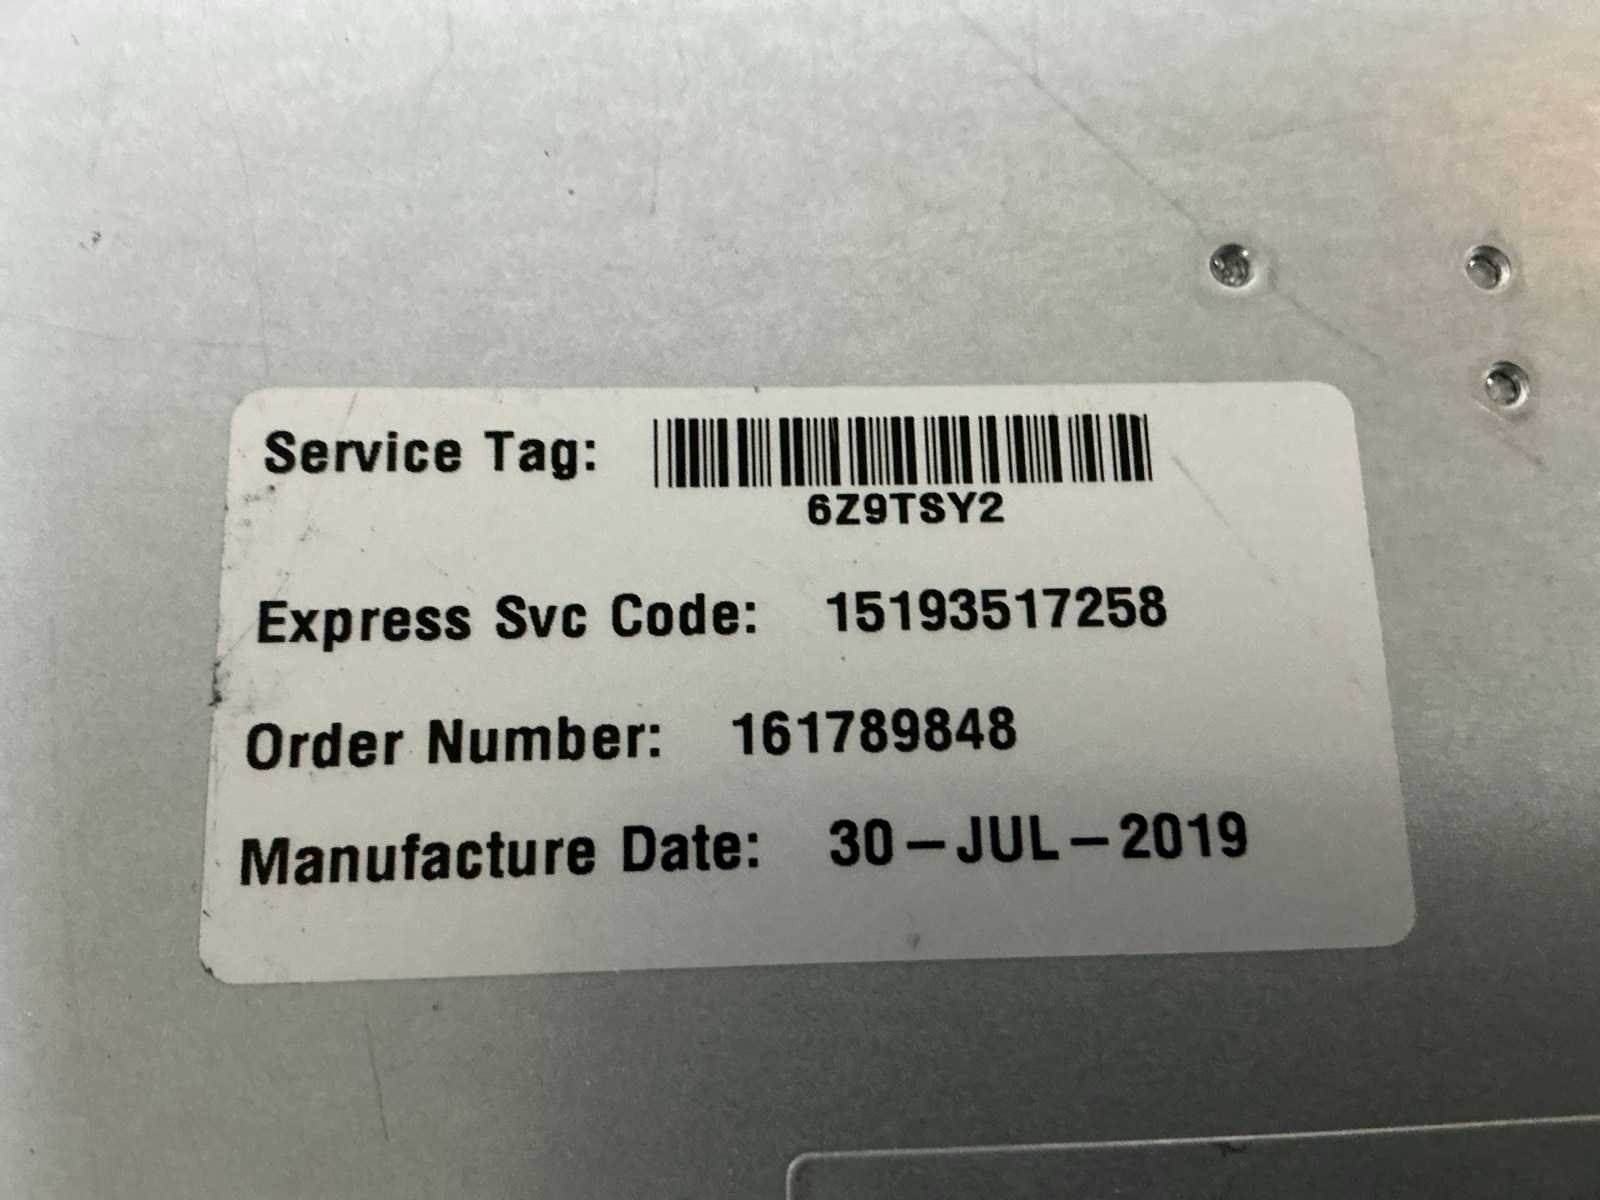 Service Tag:
6Z9TSY2
Express Svc Code: 15193517258
Order Number: 161789848
Manufacture Date: 30-JUL-2019